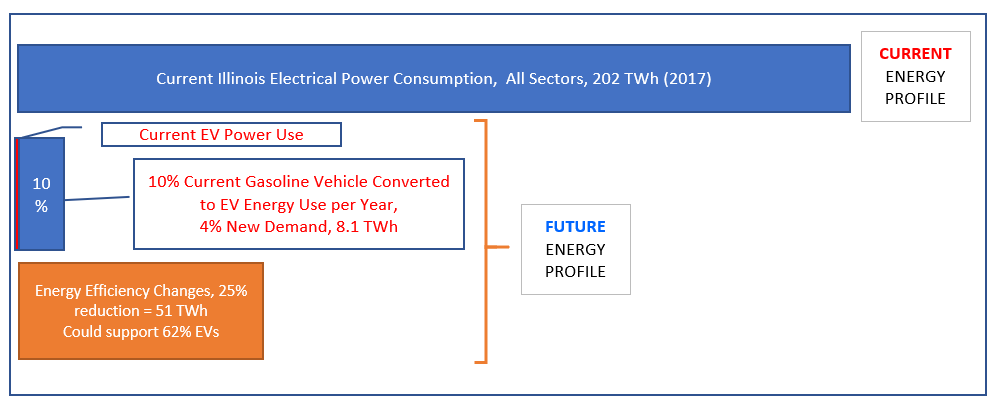 Current Illinois Electrical Power Consumption, All Sectors, 202 TWh (2017)
CURRENT
ENERGY
PROFILE
Current EV Power Use
10
%
10% Current Gasoline Vehicle Converted
to EV Energy Use per Year,
4% New Demand, 8.1 TWh
FUTURE
ENERGY
PROFILE
Energy Efficiency Changes, 25%
reduction = 51 TWh
Could support 62% EVs